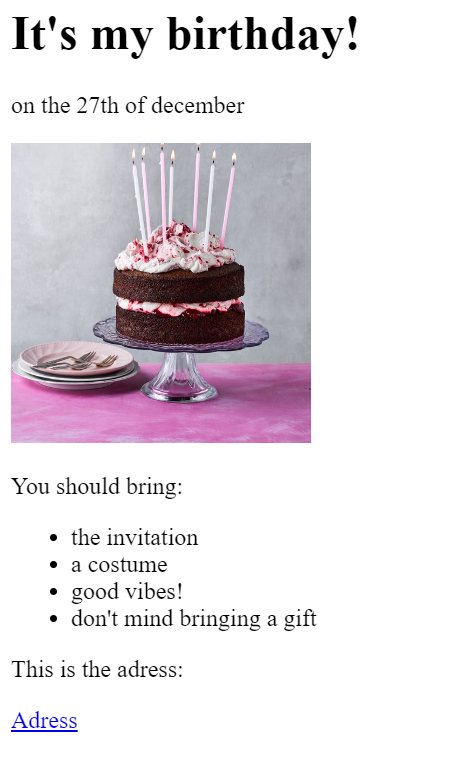 It's my birthday!
on the 27th of december
You should bring:
the invitation
a costume
good vibes!
don't mind bringing a gift
This is the adress:
Adress